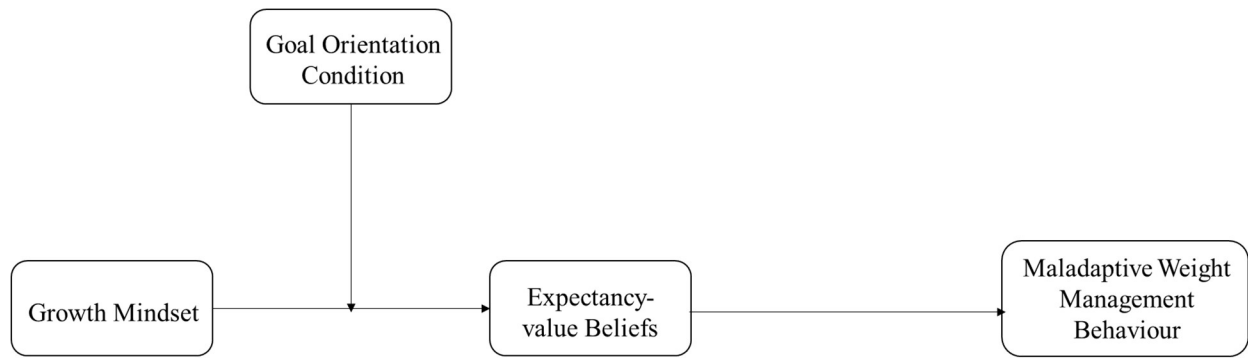 Goal Orientation
Condition
Growth Mindset
Expectancy-
value Beliefs
Maladaptive Weight
Management
Behaviour